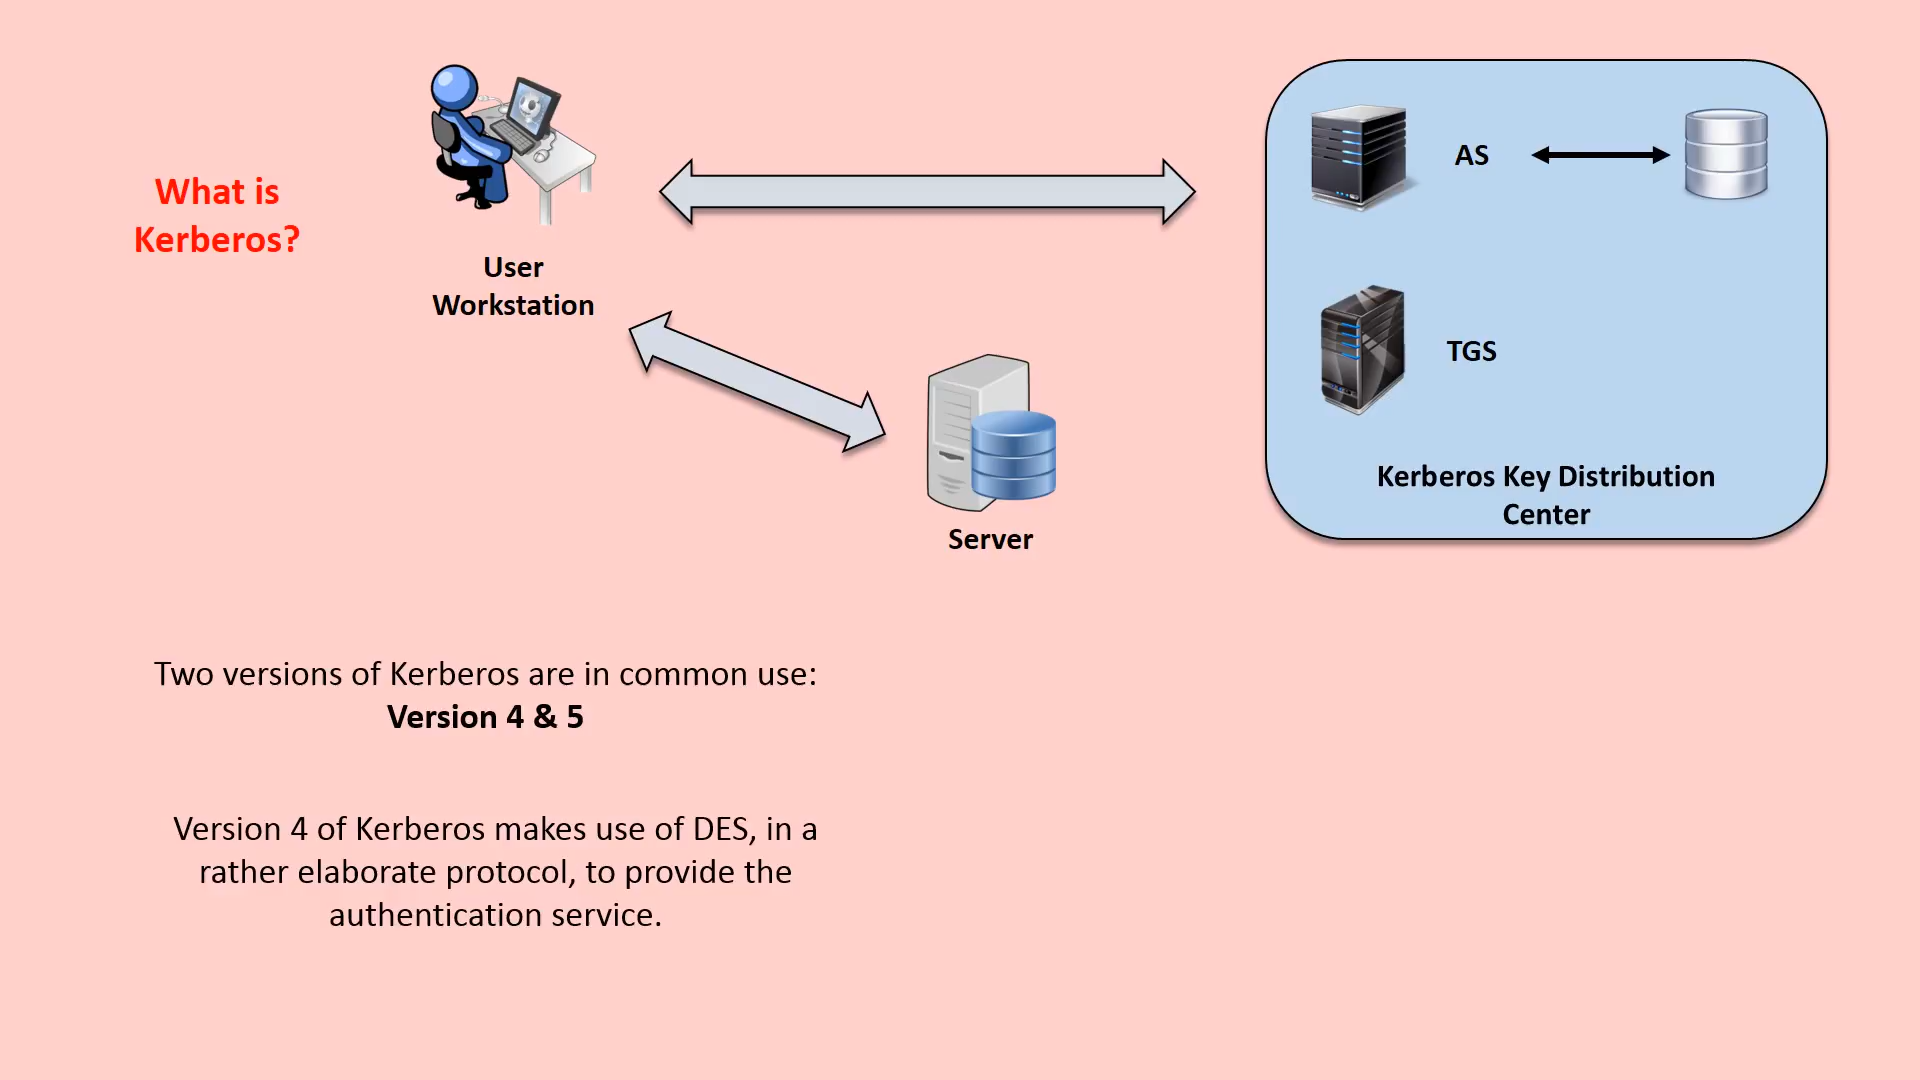 What is
Kerberos?
User
Workstation
AS
TGS
Kerberos Key Distribution
Center
Server
Two versions of Kerberos are in common use:
Version 4 & 5
Version 4 of Kerberos makes use of DES, in a
rather elaborate protocol, to provide the
authentication service.